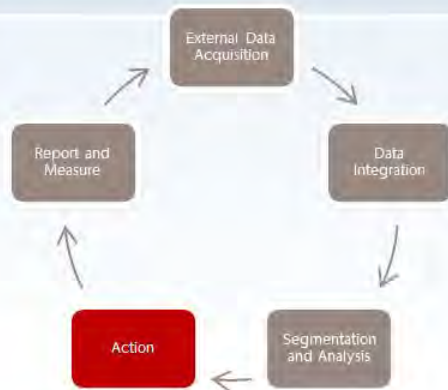 External Data
Acquisition
Data
Integration
Segmentation
and Analysis
Action
Report and
Measure